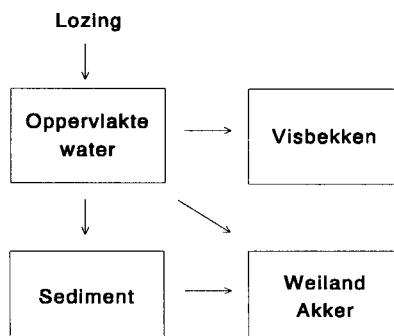 Lozing
Oppervlakte
water
Visbekken
Sediment
Weiland
Akker